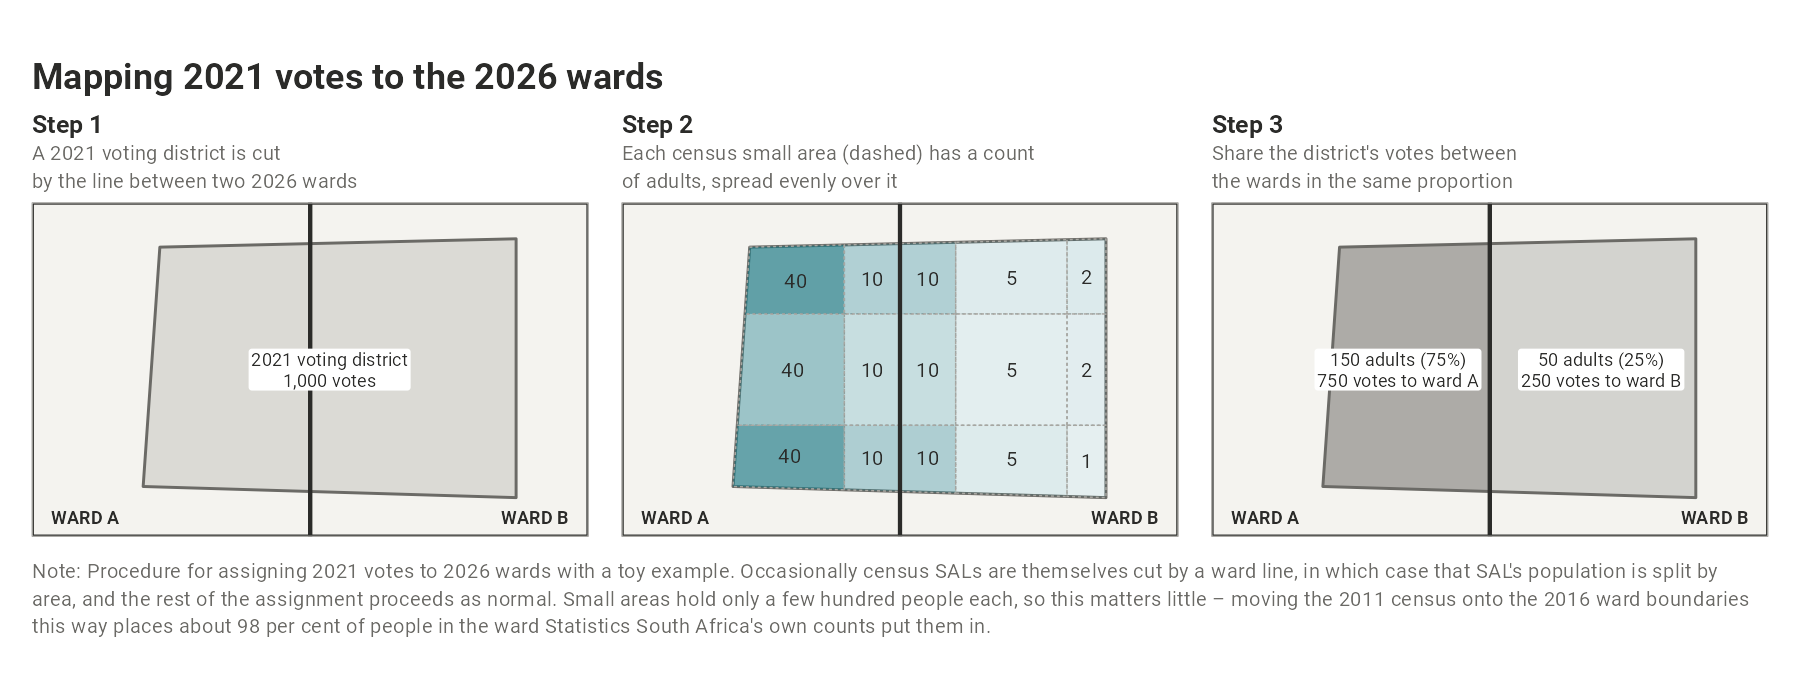 Mapping 2021 votes to the 2026 wards
Step 1
A 2021 voting district is cut
by the line between two 2026 wards
2021 voting district
1,000 votes
WARD A
WARD B
Step 2
Each census small area (dashed) has a count
of adults, spread evenly over it
40 10 10 5 2
40 10 10 5 2
40 10 10 5 1
WARD A
WARD B
Step 3
Share the district's votes between
the wards in the same proportion
150 adults (75%)
750 votes to ward A
50 adults (25%)
250 votes to ward B
WARD A
WARD B
Note: Procedure for assigning 2021 votes to 2026 wards with a toy example. Occasionally census SALs are themselves cut by a ward line, in which case that SAL's population is split by
area, and the rest of the assignment proceeds as normal. Small areas hold only a few hundred people each, so this matters little – moving the 2011 census onto the 2016 ward boundaries
this way places about 98 per cent of people in the ward Statistics South Africa's own counts put them in.